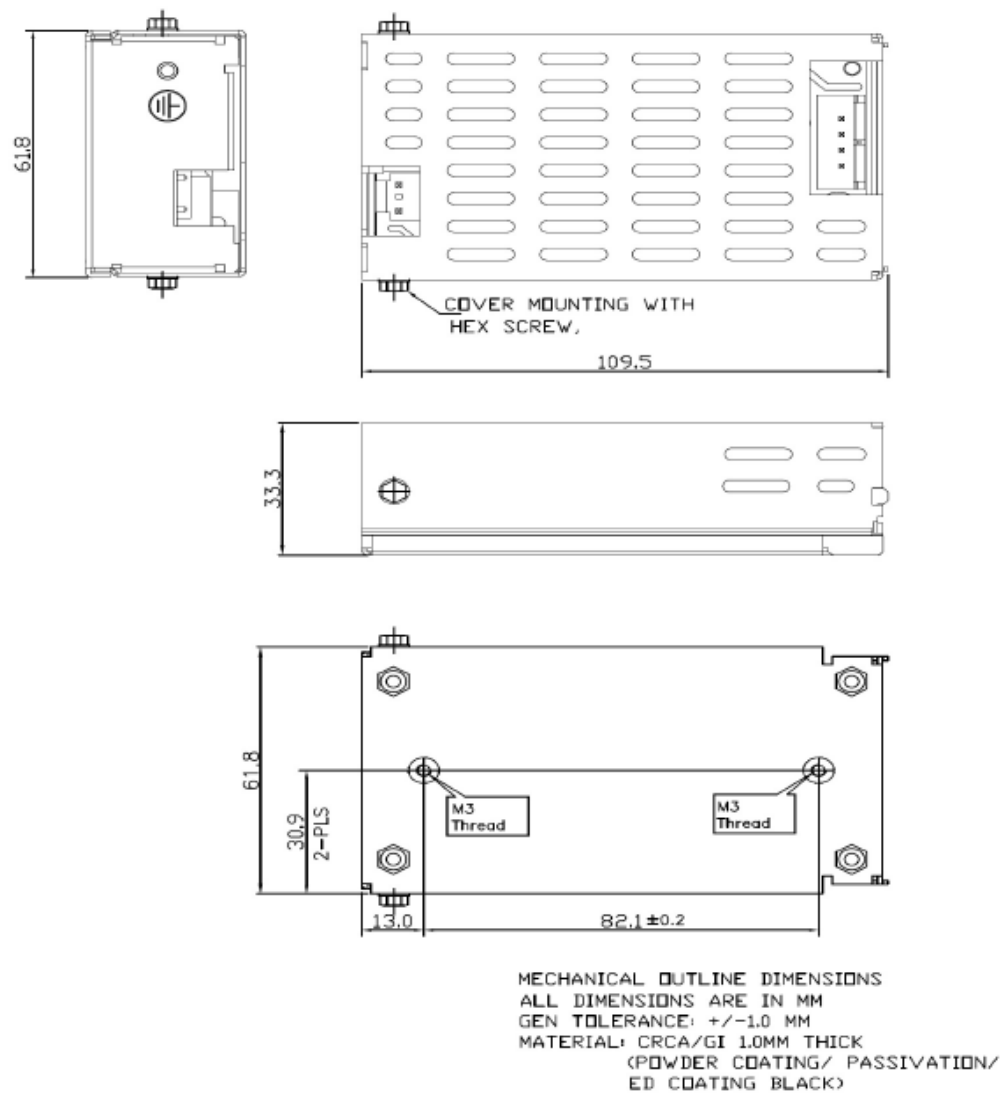 61.8
COVER MOUNTING WITH
HEX SCREW,
109.5
33.3
61.8
30.9
2-PLS
M3
Thread
M3
Thread
13.0
82.1±0.2
MECHANICAL OUTLINE DIMENSIONS
ALL DIMENSIONS ARE IN MM
GEN TOLERANCE: +/-1.0 MM
MATERIAL: CRCA/GI 1.0MM THICK
(POWDER COATING/ PASSIVATION/
ED COATING BLACK)